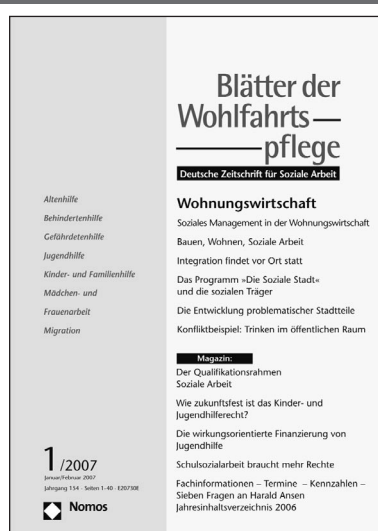 Blätter der
Wohlfahrts—
—pflege
Deutsche Zeitschrift für Soziale Arbeit
Altenhilfe
Behindertenhilfe
Gefährdetenhilfe
Jugendhilfe
Kinder- und Familienhilfe
Mädchen- und
Frauenarbeit
Migration
Wohnungswirtschaft
Soziales Management in der Wohnungswirtschaft
Bauen, Wohnen, Soziale Arbeit
Integration findet vor Ort statt
Das Programm »Die Soziale Stadt«
und die sozialen Träger
Die Entwicklung problematischer Stadtteile
Konfliktbeispiel: Trinken im öffentlichen Raum
Magazin:
Der Qualifikationsrahmen
Soziale Arbeit
Wie zukunftsfest ist das Kinder- und
Jugendhilferecht?
Die wirkungsorientierte Finanzierung von
Jugendhilfe
Schulsozialarbeit braucht mehr Rechte
Fachinformationen – Termine – Kennzahlen –
Sieben Fragen an Harald Ansen
Jahresinhaltsverzeichnis 2006
1/2007
Januar/Februar 2007
Jahrgang 154 · Seiten 1-40 · E20730E
Nomos